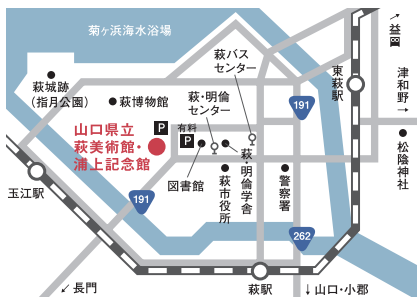 菊ヶ浜海水浴場
益田
↗
萩城跡
(指月公園)
萩博物館
萩バス
センター
東萩駅
津和野→
191
山口県立
萩美術館・
浦上記念館
P
有料
P
萩・明倫
センター
松陰神社
図書館
萩市役所
萩・明倫学舎
警察署
玉江駅
191
262
↙長門
萩駅
↓山口・小郡